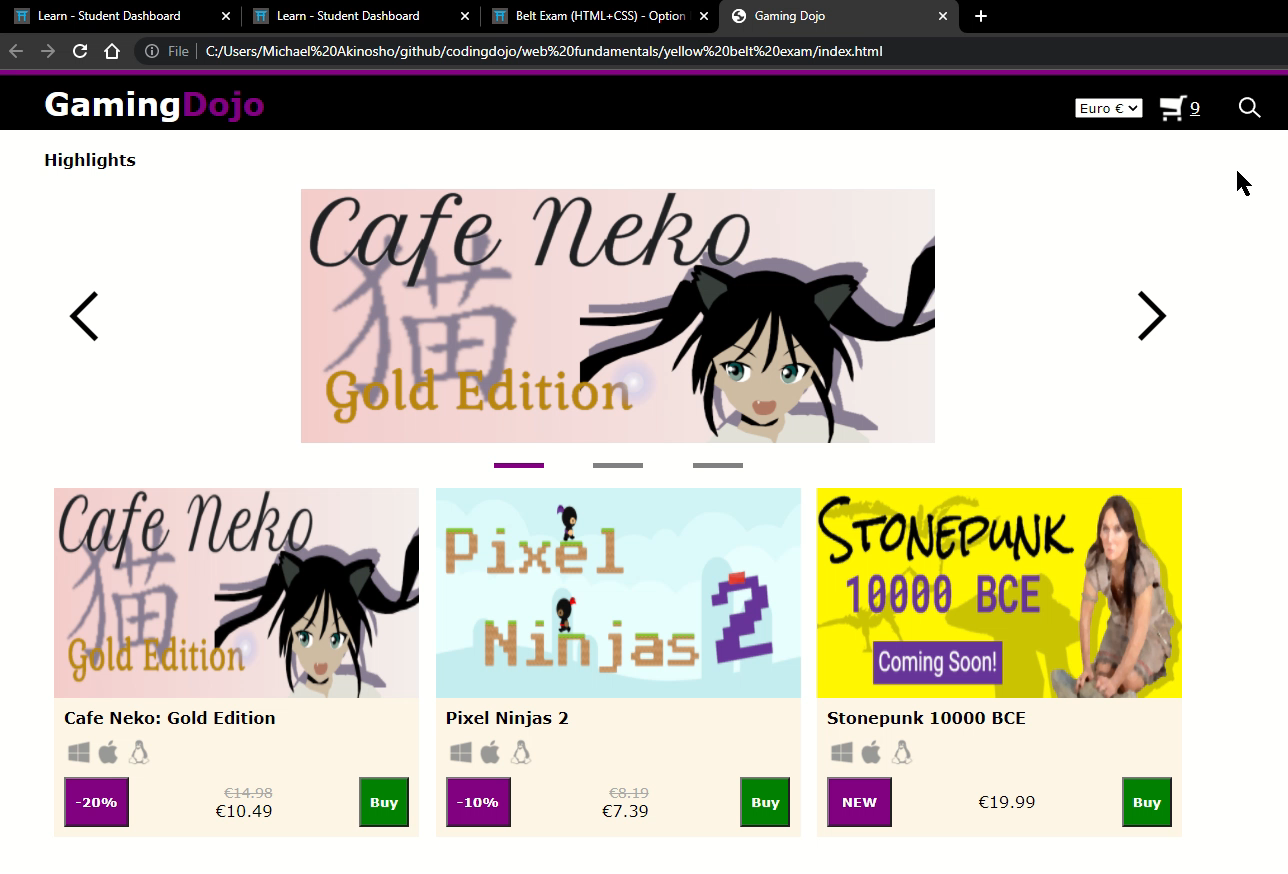 Learn - Student Dashboard
Learn - Student Dashboard
Belt Exam (HTML+CSS) - Option
Gaming Dojo
File
C:/Users/Michael%20Akinosho/github/codingdojo/web%20fundamentals/yellow%20belt%20exam/index.html
GamingDojo
Euro €
9
Highlights
Cafe Neko
猫
Gold Edition
Cafe Neko
猫
Gold Edition
Pixel
Ninjas 2
STONEPUNK
10000 BCE
Coming Soon!
Cafe Neko: Gold Edition
Pixel Ninjas 2
Stonepunk 10000 BCE
-20%
€14.98
€10.49
Buy
-10%
€8.19
€7.39
Buy
NEW
€19.99
Buy